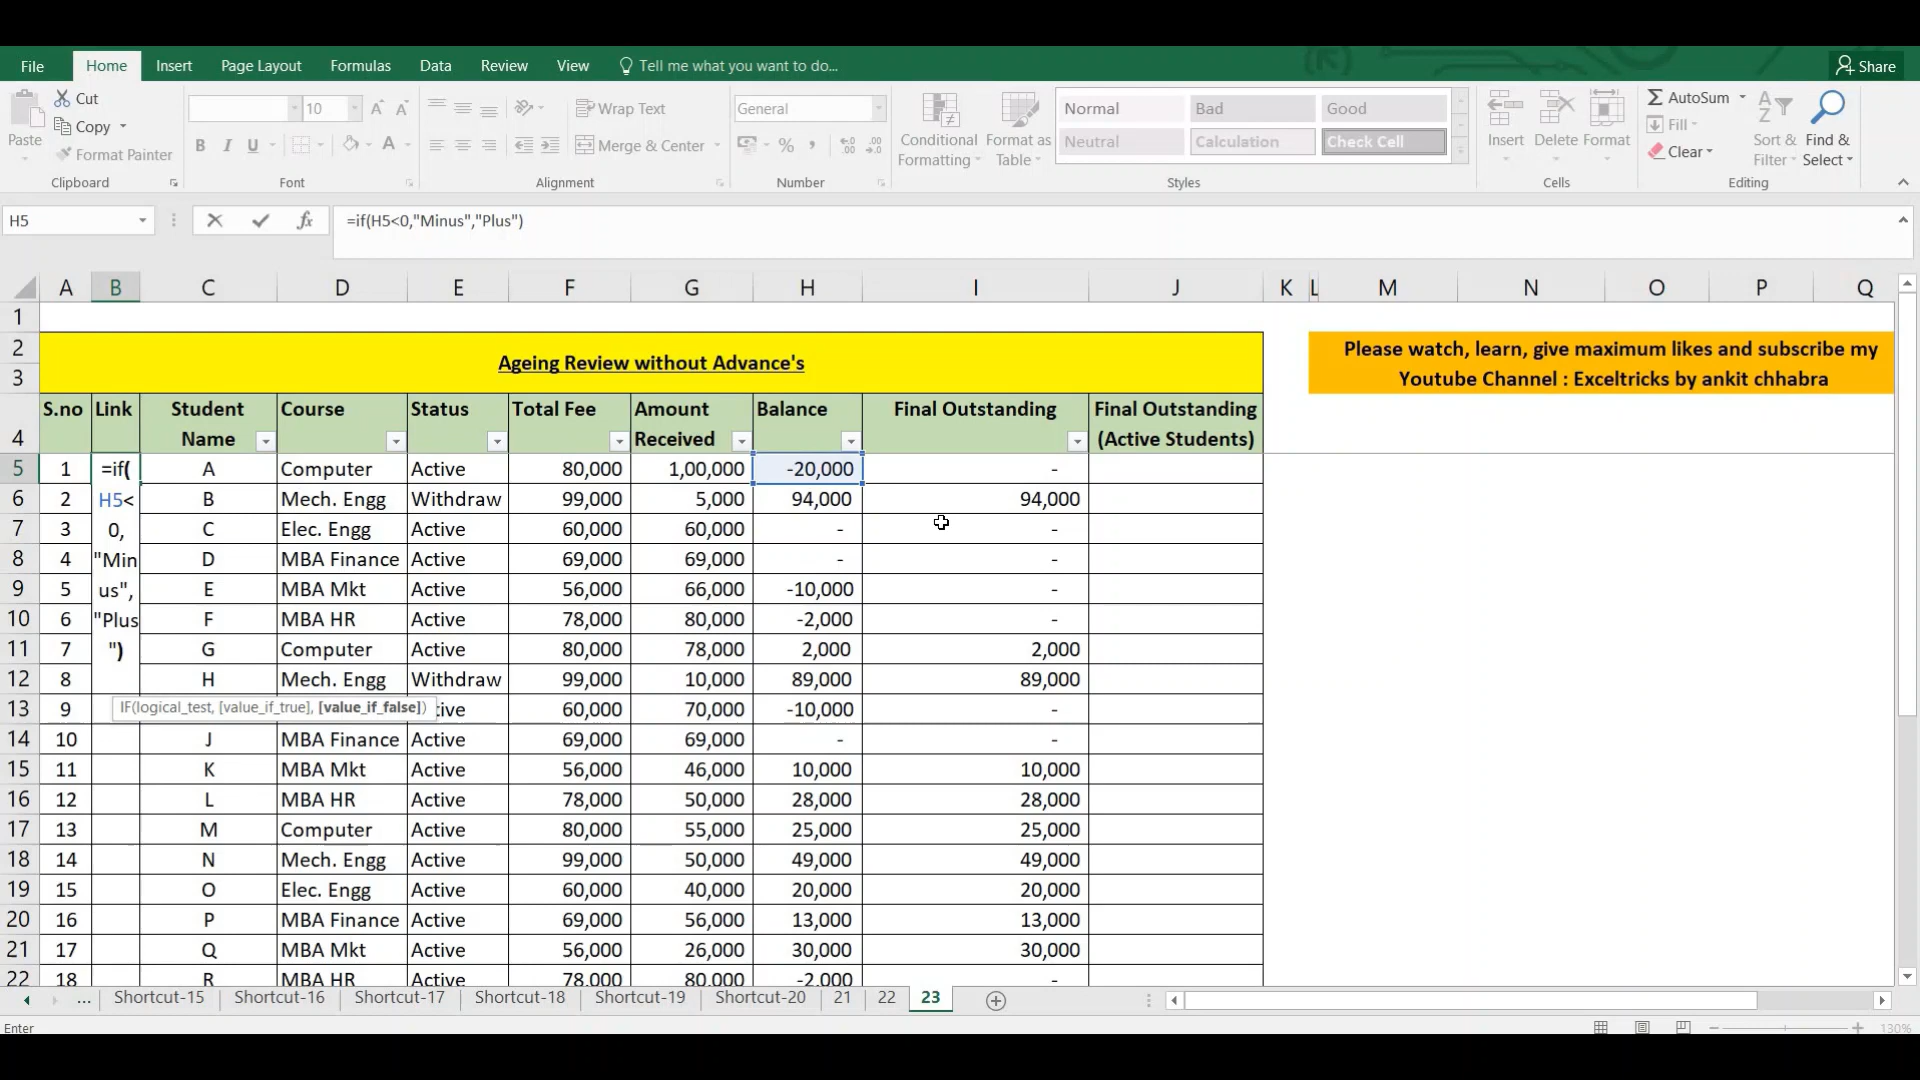 File Home Insert Page Layout Formulas Data Review View Tell me what you want to do... Share
Paste Cut Copy Format Painter
Clipboard
10 B I U
Font
Wrap Text Merge & Center
Alignment
General %
Number
Conditional Formatting Format as Table
Normal Bad Good
Neutral Calculation Check Cell
Styles
Insert Delete Format
Cells
AutoSum Fill Clear Sort & Filter Find & Select
Editing
H5 fx =if(H5<0,"Minus","Plus")
A B C D E F G H I J K L M N O P Q
1
2 Ageing Review without Advance's Please watch, learn, give maximum likes and subscribe my
3 Youtube Channel : Exceltricks by ankit chhabra
4 S.no Link Student Name Course Status Total Fee Amount Received Balance Final Outstanding Final Outstanding (Active Students)
5 1 =if( A Computer Active 80,000 1,00,000 -20,000 -
6 2 H5< B Mech. Engg Withdraw 99,000 5,000 94,000 94,000
7 3 0, C Elec. Engg Active 60,000 60,000 - -
8 4 "Min D MBA Finance Active 69,000 69,000 - -
9 5 us", E MBA Mkt Active 56,000 66,000 -10,000 -
10 6 "Plus F MBA HR Active 78,000 80,000 -2,000 -
11 7 ") G Computer Active 80,000 78,000 2,000 2,000
12 8 H Mech. Engg Withdraw 99,000 10,000 89,000 89,000
13 9 IF(logical_test, [value_if_true], [value_if_false]) tive 60,000 70,000 -10,000 -
14 10 J MBA Finance Active 69,000 69,000 - -
15 11 K MBA Mkt Active 56,000 46,000 10,000 10,000
16 12 L MBA HR Active 78,000 50,000 28,000 28,000
17 13 M Computer Active 80,000 55,000 25,000 25,000
18 14 N Mech. Engg Active 99,000 50,000 49,000 49,000
19 15 O Elec. Engg Active 60,000 40,000 20,000 20,000
20 16 P MBA Finance Active 69,000 56,000 13,000 13,000
21 17 Q MBA Mkt Active 56,000 26,000 30,000 30,000
22 18 R MBA HR Active 78,000 80,000 -2,000 -
... Shortcut-15 Shortcut-16 Shortcut-17 Shortcut-18 Shortcut-19 Shortcut-20 21 22 23
Enter 130%